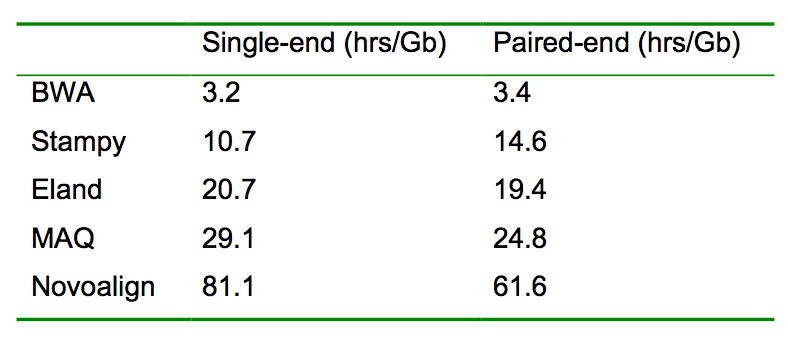 Single-end (hrs/Gb) Paired-end (hrs/Gb)
BWA 3.2 3.4
Stampy 10.7 14.6
Eland 20.7 19.4
MAQ 29.1 24.8
Novoalign 81.1 61.6